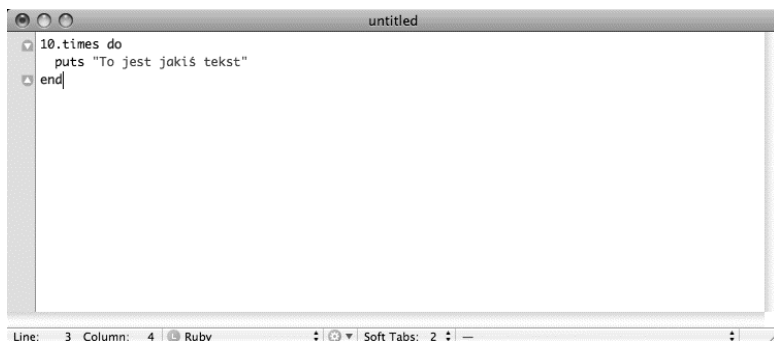 untitled
10.times do
  puts "To jest jakiś tekst"
end
Line: 3 Column: 4 L Ruby Soft Tabs: 2 —